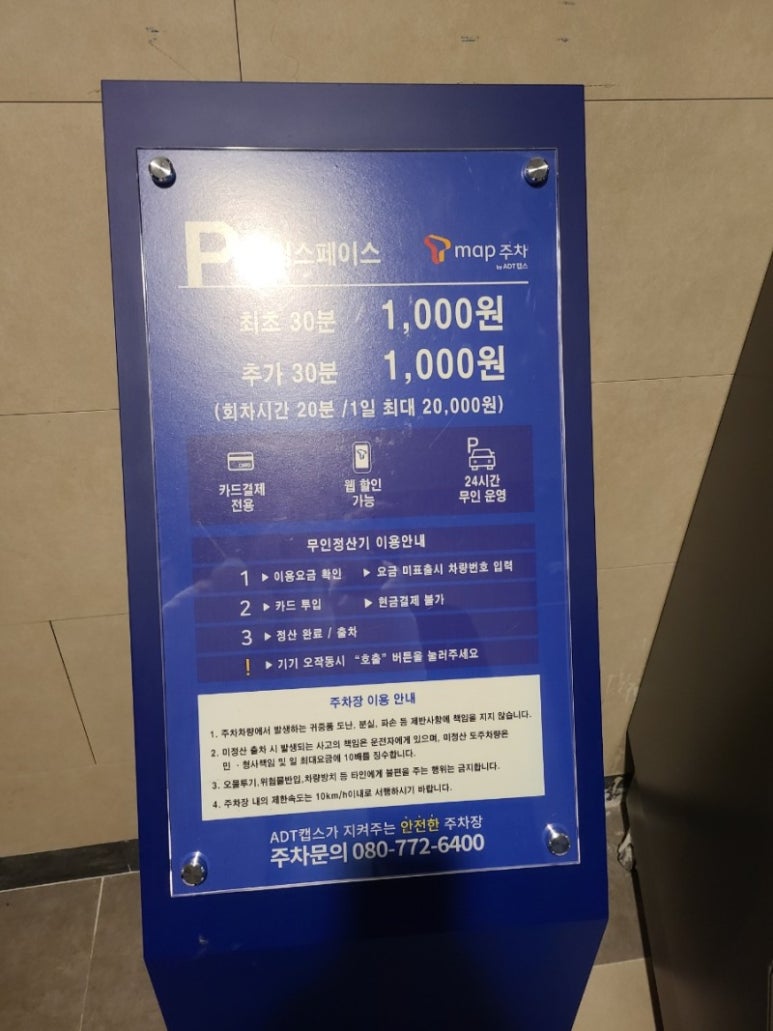 P 스페이스
Tmap 주차
by ADT캡스
최초 30분 1,000원
추가 30분 1,000원
(회차시간 20분 /1일 최대 20,000원)
카드결제 전용
웹 할인 가능
P 24시간 무인 운영
무인정산기 이용안내
1 ▶ 이용요금 확인 ▶ 요금 미표출시 차량번호 입력
2 ▶ 카드 투입 ▶ 현금결제 불가
3 ▶ 정산 완료 / 출차
! ▶ 기기 오작동시 “호출” 버튼을 눌러주세요
주차장 이용 안내
1. 주차차량에서 발생하는 귀중품 도난, 분실, 파손 등 제반사항에 책임을 지지 않습니다.
2. 미정산 출차 시 발생되는 사고의 책임은 운전자에게 있으며, 미정산 도주차량은
민 · 형사책임 및 일 최대요금에 10배를 징수합니다.
3. 오물투기,위험물반입,차량방치 등 타인에게 불편을 주는 행위는 금지합니다.
4. 주차장 내의 제한속도는 10km/h이내로 서행하시기 바랍니다.
ADT캡스가 지켜주는 안전한 주차장
주차문의 080-772-6400